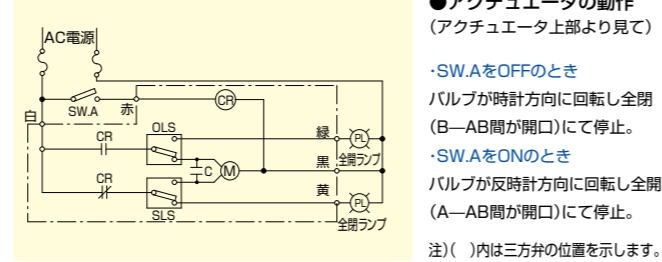 AC電源
SW.A
赤
CR
白
OLS
CR
緑
PL
全開ランプ
黒
C
M
CR
黄
PL
SLS
全閉ランプ
●アクチュエータの動作
(アクチュエータ上部より見て)
･SW.AをOFFのとき
バルブが時計方向に回転し全閉
(B―AB間が開口)にて停止。
･SW.AをONのとき
バルブが反時計方向に回転し全開
(A―AB間が開口)にて停止。
注)(　)内は三方弁の位置を示します。